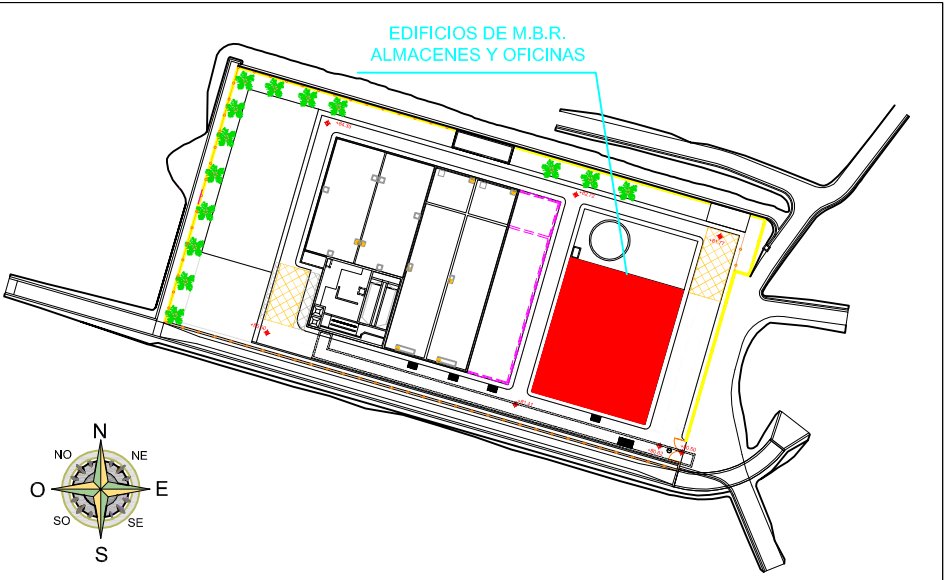 EDIFICIOS DE M.B.R.
ALMACENES Y OFICINAS
N
NO
NE
O
E
SO
SE
S